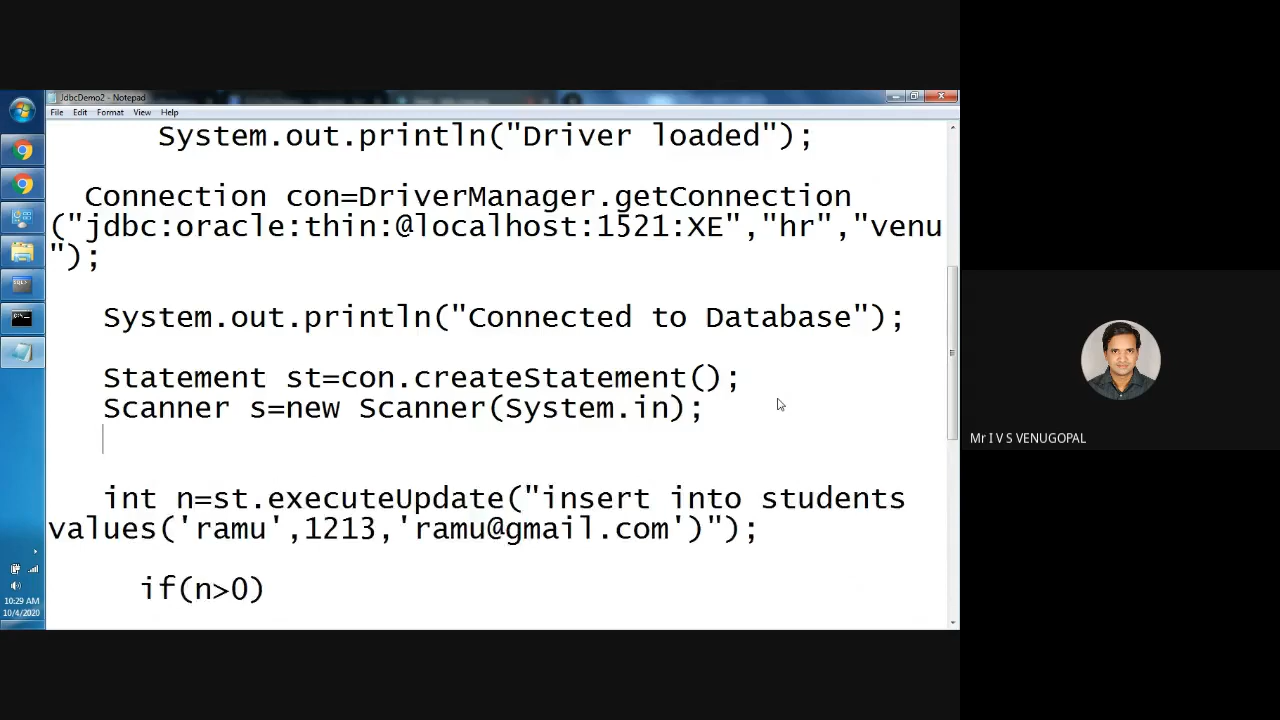 JdbcDemo2 - Notepad
File Edit Format View Help
System.out.println("Driver loaded");
Connection con=DriverManager.getConnection
("jdbc:oracle:thin:@localhost:1521:XE","hr","venu
");
System.out.println("Connected to Database");
Statement st=con.createStatement();
Scanner s=new Scanner(System.in);
int n=st.executeUpdate("insert into students
values('ramu',1213,'ramu@gmail.com')");
if(n>0)
Mr I V S VENUGOPAL
10:29 AM
10/4/2020